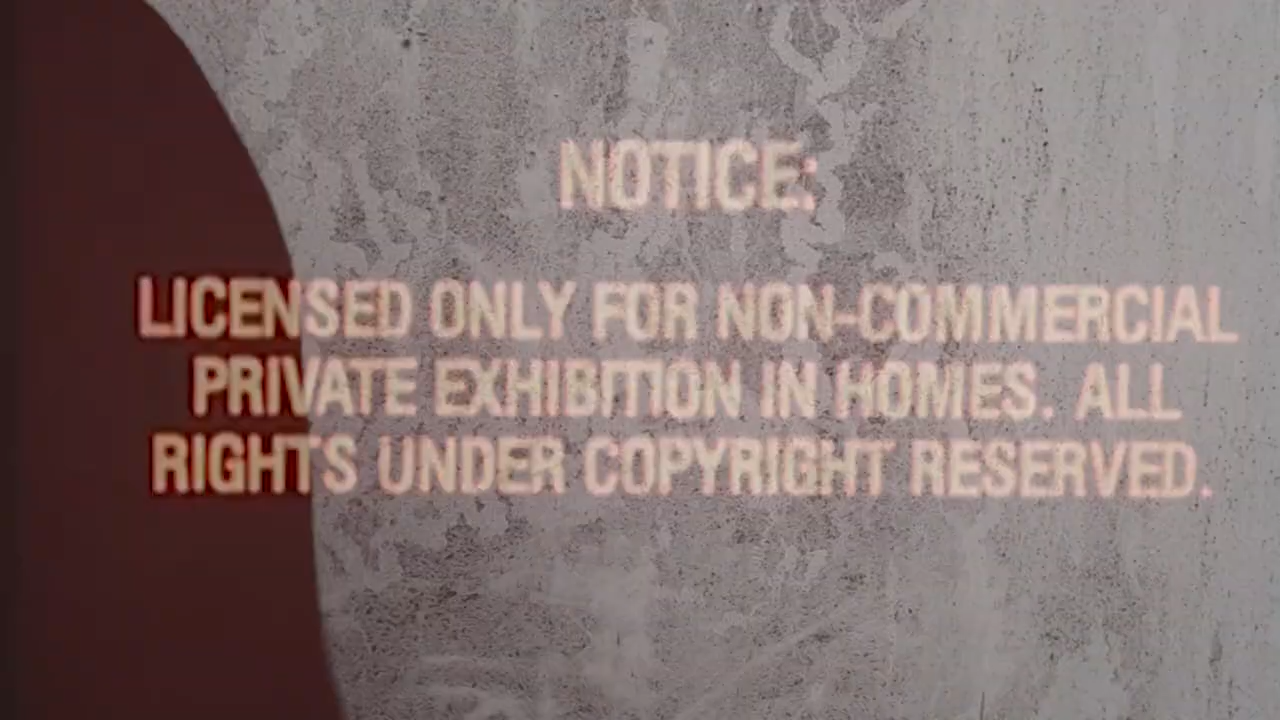 NOTICE:
LICENSED ONLY FOR NON-COMMERCIAL
PRIVATE EXHIBITION IN HOMES. ALL
RIGHTS UNDER COPYRIGHT RESERVED.